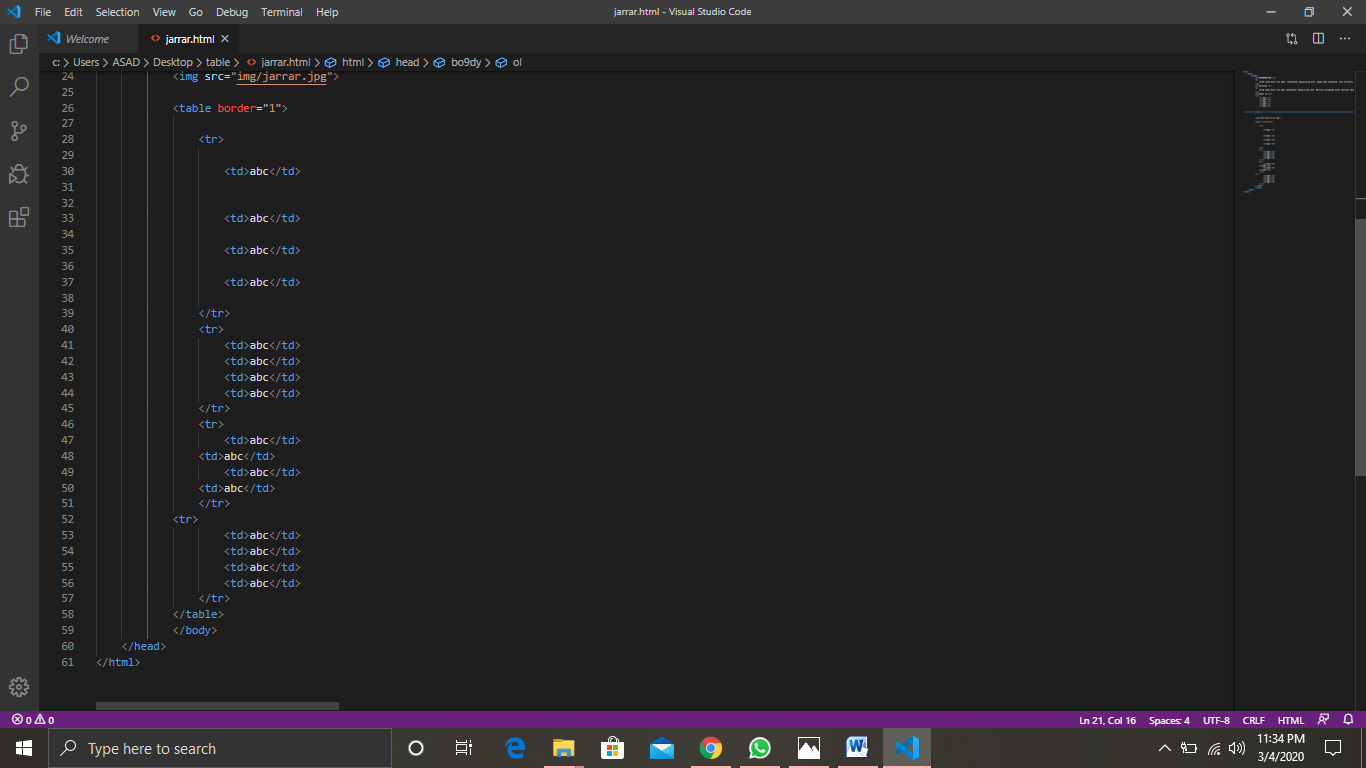 File Edit Selection View Go Debug Terminal Help
jarrar.html - Visual Studio Code
Welcome
jarrar.html
c: > Users > ASAD > Desktop > table > jarrar.html > html > head > bo9dy > ol
24 <img src="img/jarrar.jpg">
25
26 <table border="1">
27
28 <tr>
29
30 <td>abc</td>
31
32
33 <td>abc</td>
34
35 <td>abc</td>
36
37 <td>abc</td>
38
39 </tr>
40 <tr>
41 <td>abc</td>
42 <td>abc</td>
43 <td>abc</td>
44 <td>abc</td>
45 </tr>
46 <tr>
47 <td>abc</td>
48 <td>abc</td>
49 <td>abc</td>
50 <td>abc</td>
51 </tr>
52 <tr>
53 <td>abc</td>
54 <td>abc</td>
55 <td>abc</td>
56 <td>abc</td>
57 </tr>
58 </table>
59 </body>
60 </head>
61 </html>
0 0
Ln 21, Col 16 Spaces: 4 UTF-8 CRLF HTML
Type here to search
11:34 PM
3/4/2020